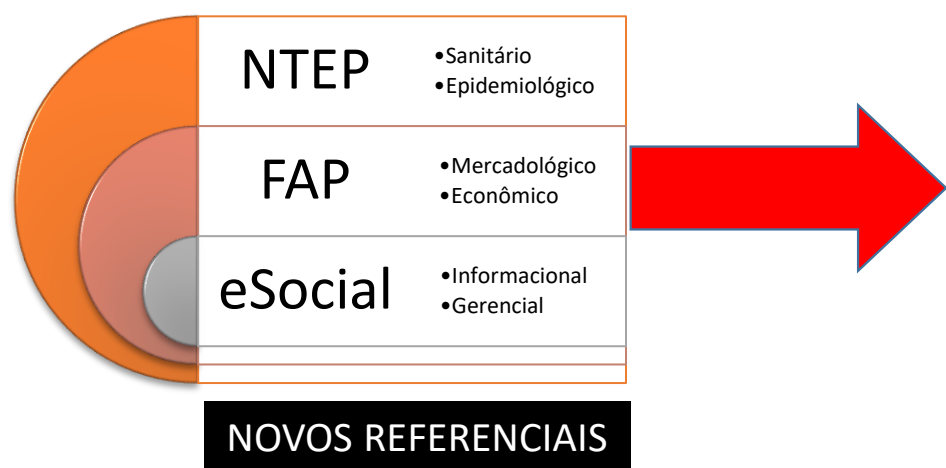 NTEP
•Sanitário
•Epidemiológico
FAP
•Mercadológico
•Econômico
eSocial
•Informacional
•Gerencial
NOVOS REFERENCIAIS